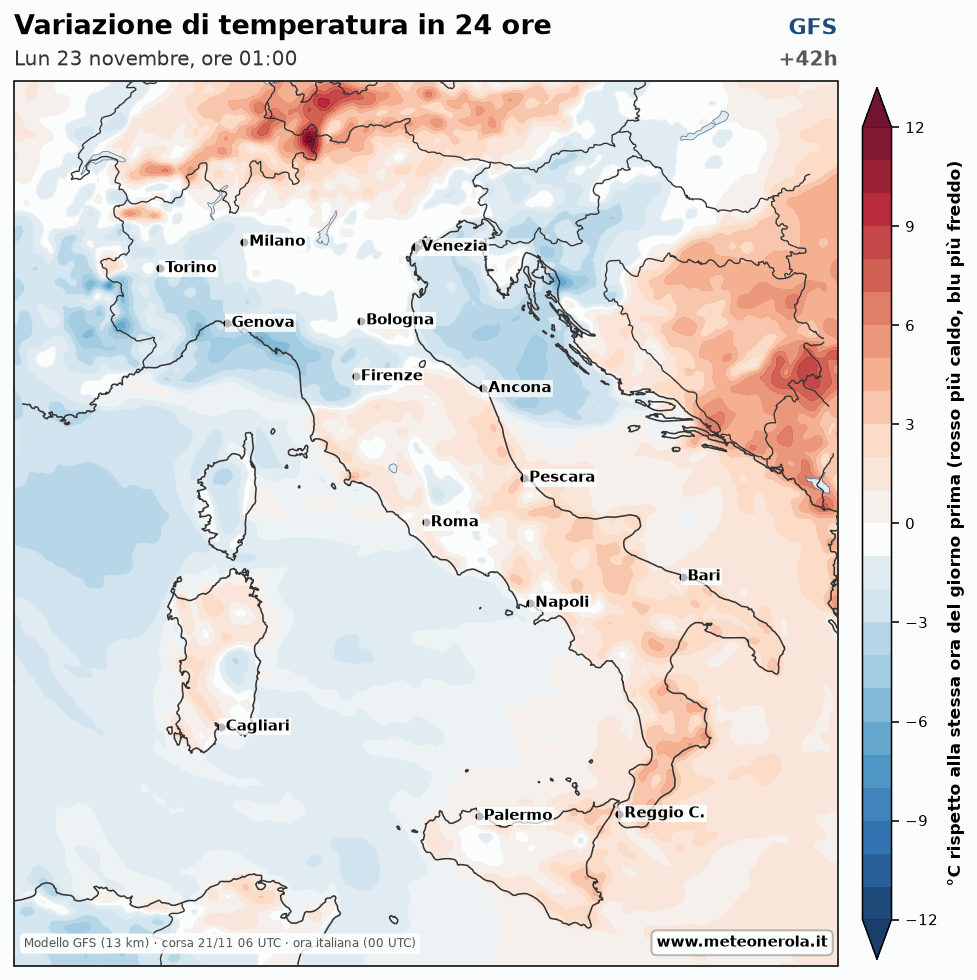 Variazione di temperatura in 24 ore
GFS
Lun 23 novembre, ore 01:00
+42h
Milano
Venezia
Torino
Genova
Bologna
Firenze
Ancona
Pescara
Roma
Bari
Napoli
Cagliari
Palermo
Reggio C.
12
9
6
3
0
−3
−6
−9
−12
°C rispetto alla stessa ora del giorno prima (rosso più caldo, blu più freddo)
Modello GFS (13 km) · corsa 21/11 06 UTC · ora italiana (00 UTC)
www.meteonerola.it